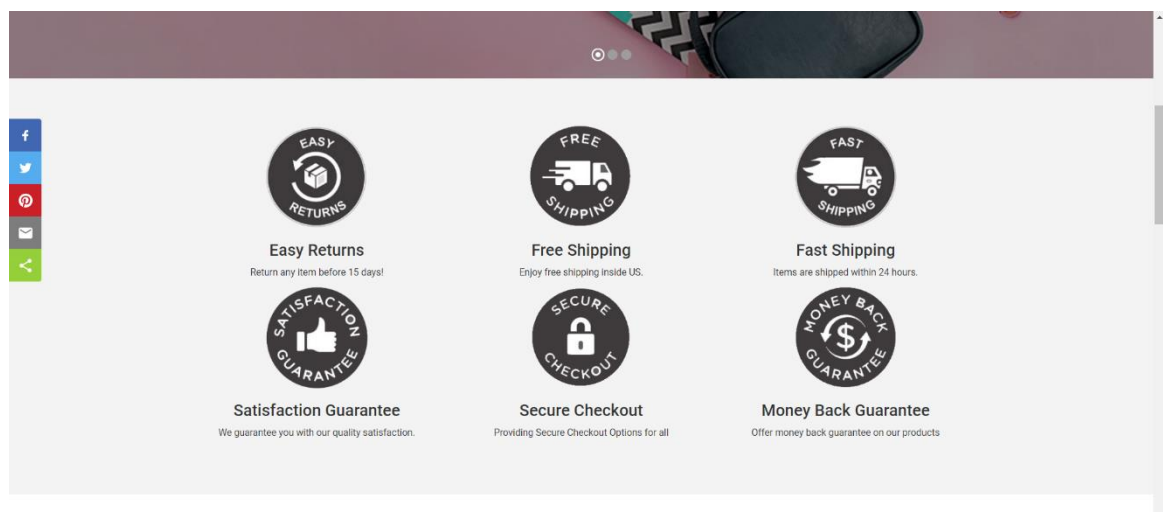 EASY
RETURNS
FREE
SHIPPING
FAST
SHIPPING
Easy Returns
Free Shipping
Fast Shipping
Return any item before 15 days!
Enjoy free shipping inside US.
Items are shipped within 24 hours.
SATISFACTION
GUARANTEE
SECURE
CHECKOUT
MONEY BACK
GUARANTEE
Satisfaction Guarantee
Secure Checkout
Money Back Guarantee
We guarantee you with our quality satisfaction.
Providing Secure Checkout Options for all
Offer money back guarantee on our products